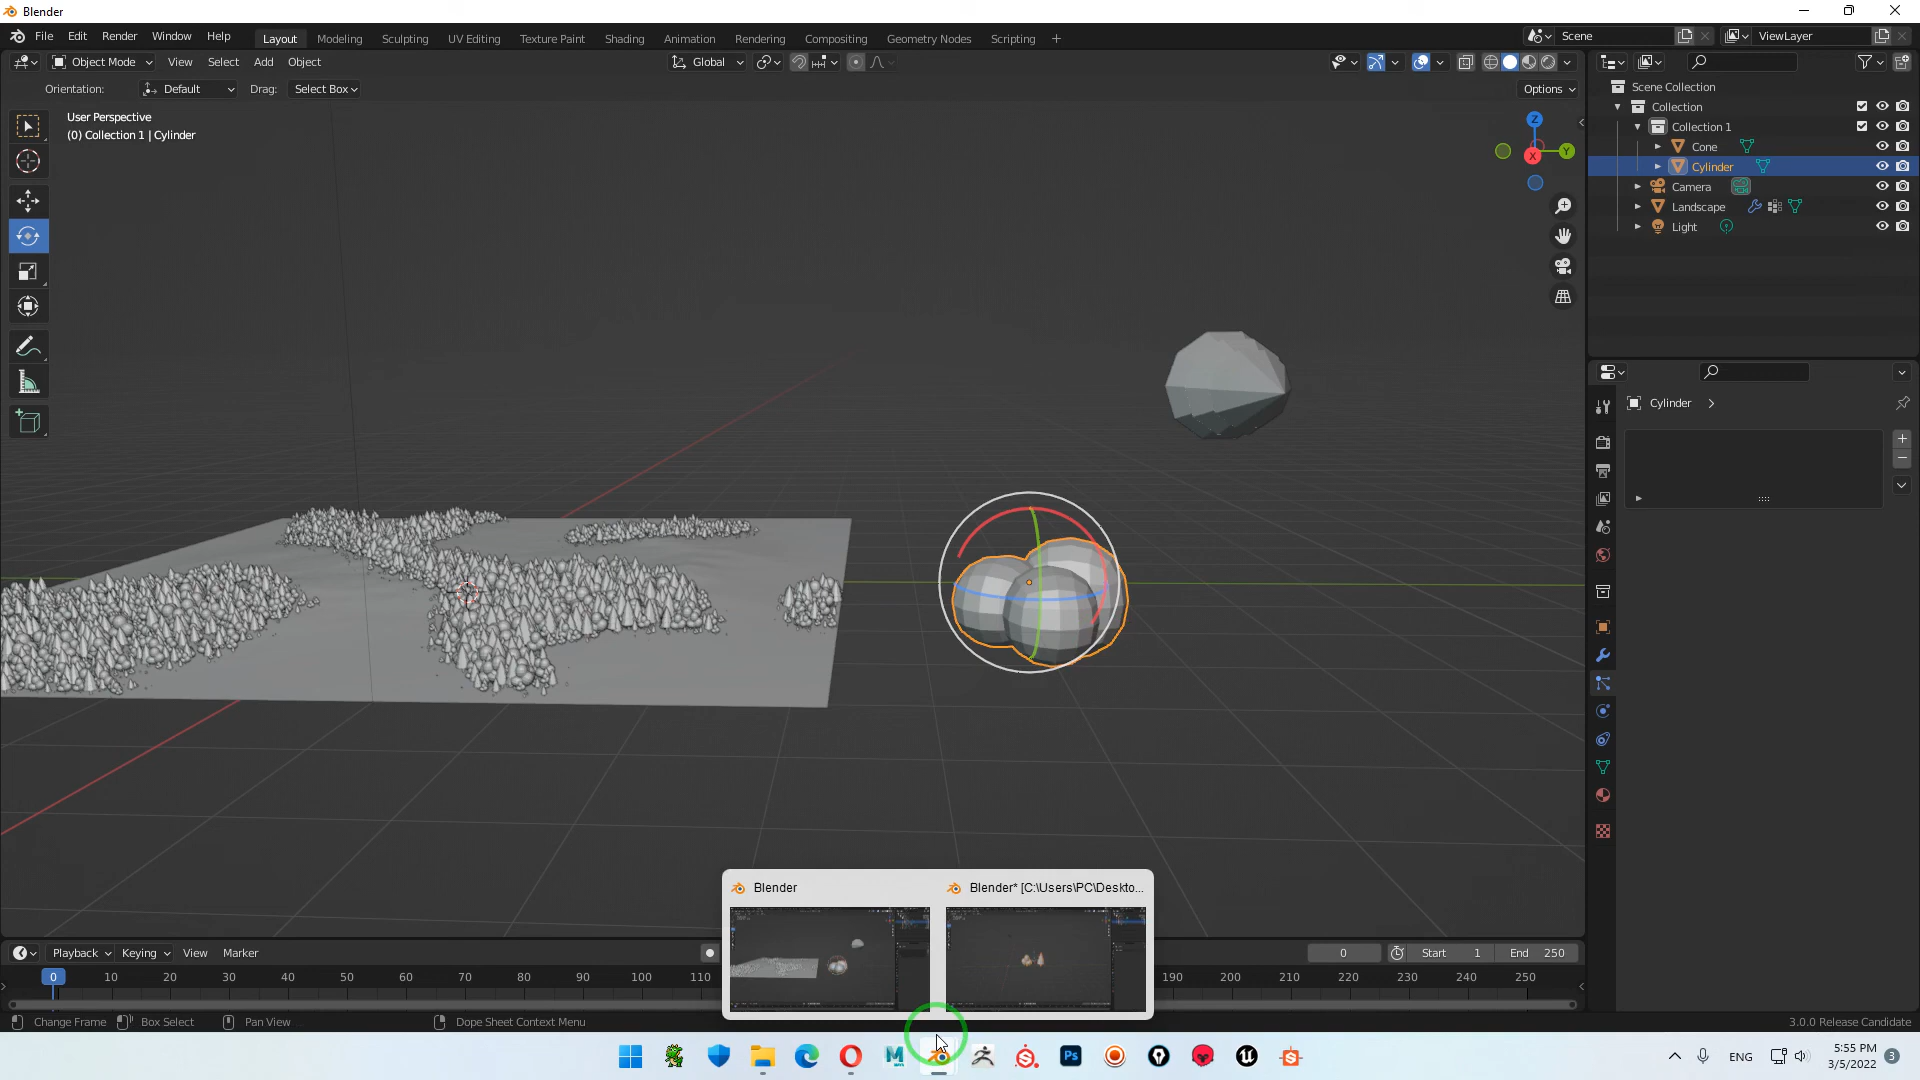 Blender
File Edit Render Window Help Layout Modeling Sculpting UV Editing Texture Paint Shading Animation Rendering Compositing Geometry Nodes Scripting + Scene ViewLayer
Object Mode View Select Add Object Global
Orientation: Default Drag: Select Box Options
User Perspective
(0) Collection 1 | Cylinder
Z
Y
X
Scene Collection
Collection
Collection 1
Cone
Cylinder
Camera
Landscape
Light
Cylinder
Blender Blender* [C:\Users\PC\Deskto...
Playback Keying View Marker 0 Start 1 End 250
0 10 20 30 40 50 60 70 80 90 100 110 190 200 210 220 230 240 250
Change Frame Box Select Pan View Dope Sheet Context Menu 3.0.0 Release Candidate
M Ps U S
ENG
5:55 PM
3/5/2022
3